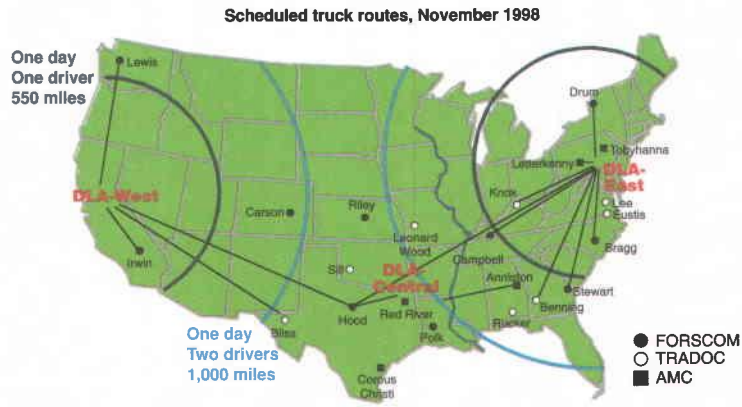 Scheduled truck routes, November 1998
One day
One driver
550 miles
Lewis
Drum
Tobyhanna
Letterkenny
DLA-
East
DLA-West
Knox
Lee
Eustis
Carson
Riley
Leonard
Wood
Bragg
Irwin
Sill
DLA-
Central
Campbell
Anniston
Stewart
Benning
Hood
Red River
Rucker
Polk
Bliss
One day
Two drivers
1,000 miles
Corpus
Christi
FORSCOM
TRADOC
AMC